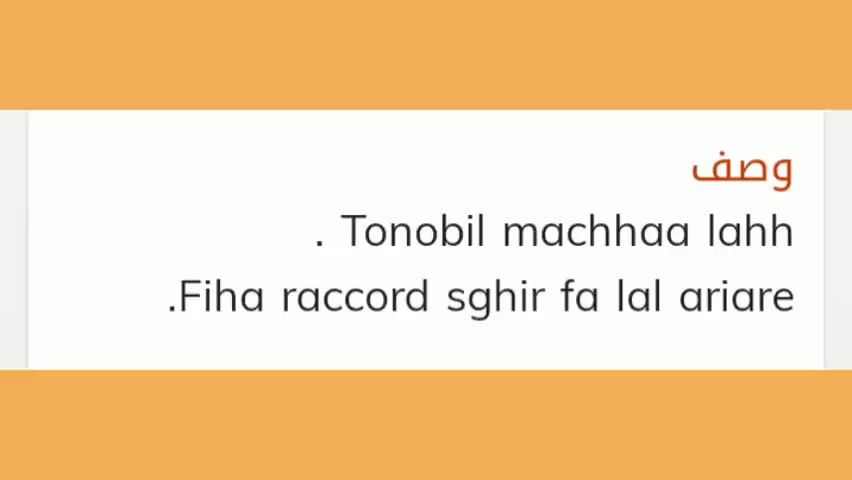 وصف
. Tonobil machhaa lahh
.Fiha raccord sghir fa lal ariare